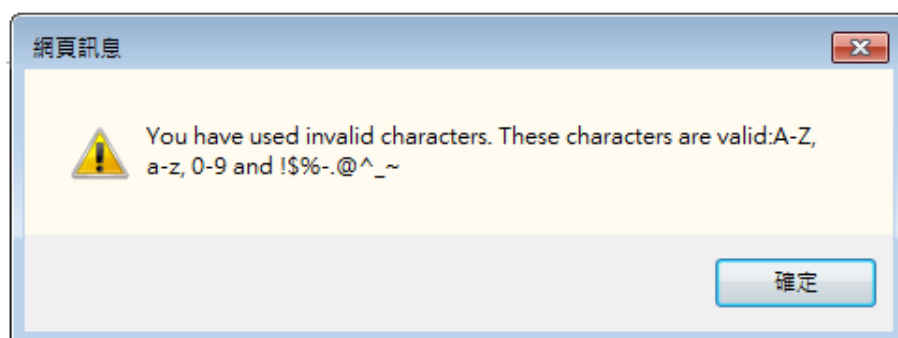 網頁訊息
You have used invalid characters. These characters are valid:A-Z,
a-z, 0-9 and !$%-.@^_~
確定